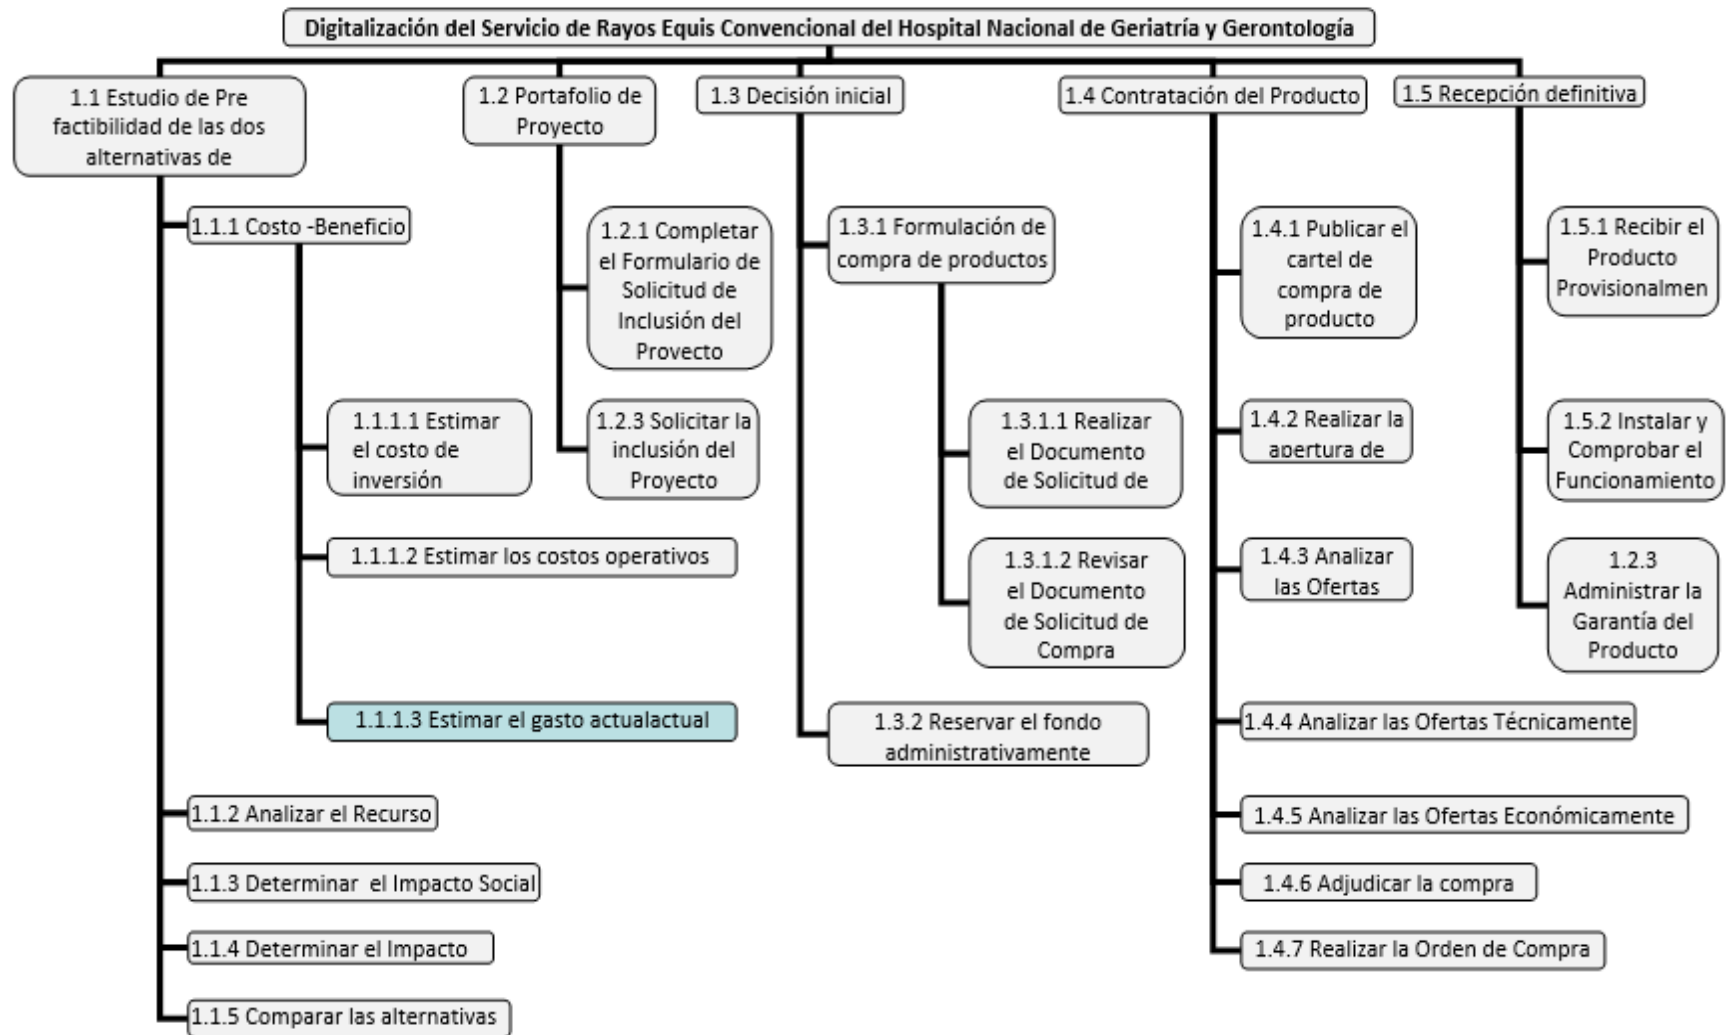 Digitalización del Servicio de Rayos Equis Convencional del Hospital Nacional de Geriatría y Gerontología
1.1 Estudio de Pre
factibilidad de las dos
alternativas de
1.1.1 Costo -Beneficio
1.1.1.1 Estimar
el costo de
inversión
1.1.1.2 Estimar los costos operativos
1.1.1.3 Estimar el gasto actualactual
1.1.2 Analizar el Recurso
1.1.3 Determinar  el Impacto Social
1.1.4 Determinar el Impacto
1.1.5 Comparar las alternativas
1.2 Portafolio de
Proyecto
1.2.1 Completar
el Formulario de
Solicitud de
Inclusión del
Proyecto
1.2.3 Solicitar la
inclusión del
Proyecto
1.3 Decisión inicial
1.3.1 Formulación de
compra de productos
1.3.1.1 Realizar
el Documento
de Solicitud de
1.3.1.2 Revisar
el Documento
de Solicitud de
Compra
1.3.2 Reservar el fondo
administrativamente
1.4 Contratación del Producto
1.4.1 Publicar el
cartel de
compra de
producto
1.4.2 Realizar la
apertura de
1.4.3 Analizar
las Ofertas
1.4.4 Analizar las Ofertas Técnicamente
1.4.5 Analizar las Ofertas Económicamente
1.4.6 Adjudicar la compra
1.4.7 Realizar la Orden de Compra
1.5 Recepción definitiva
1.5.1 Recibir el
Producto
Provisionalmen
1.5.2 Instalar y
Comprobar el
Funcionamiento
1.2.3
Administrar la
Garantía del
Producto